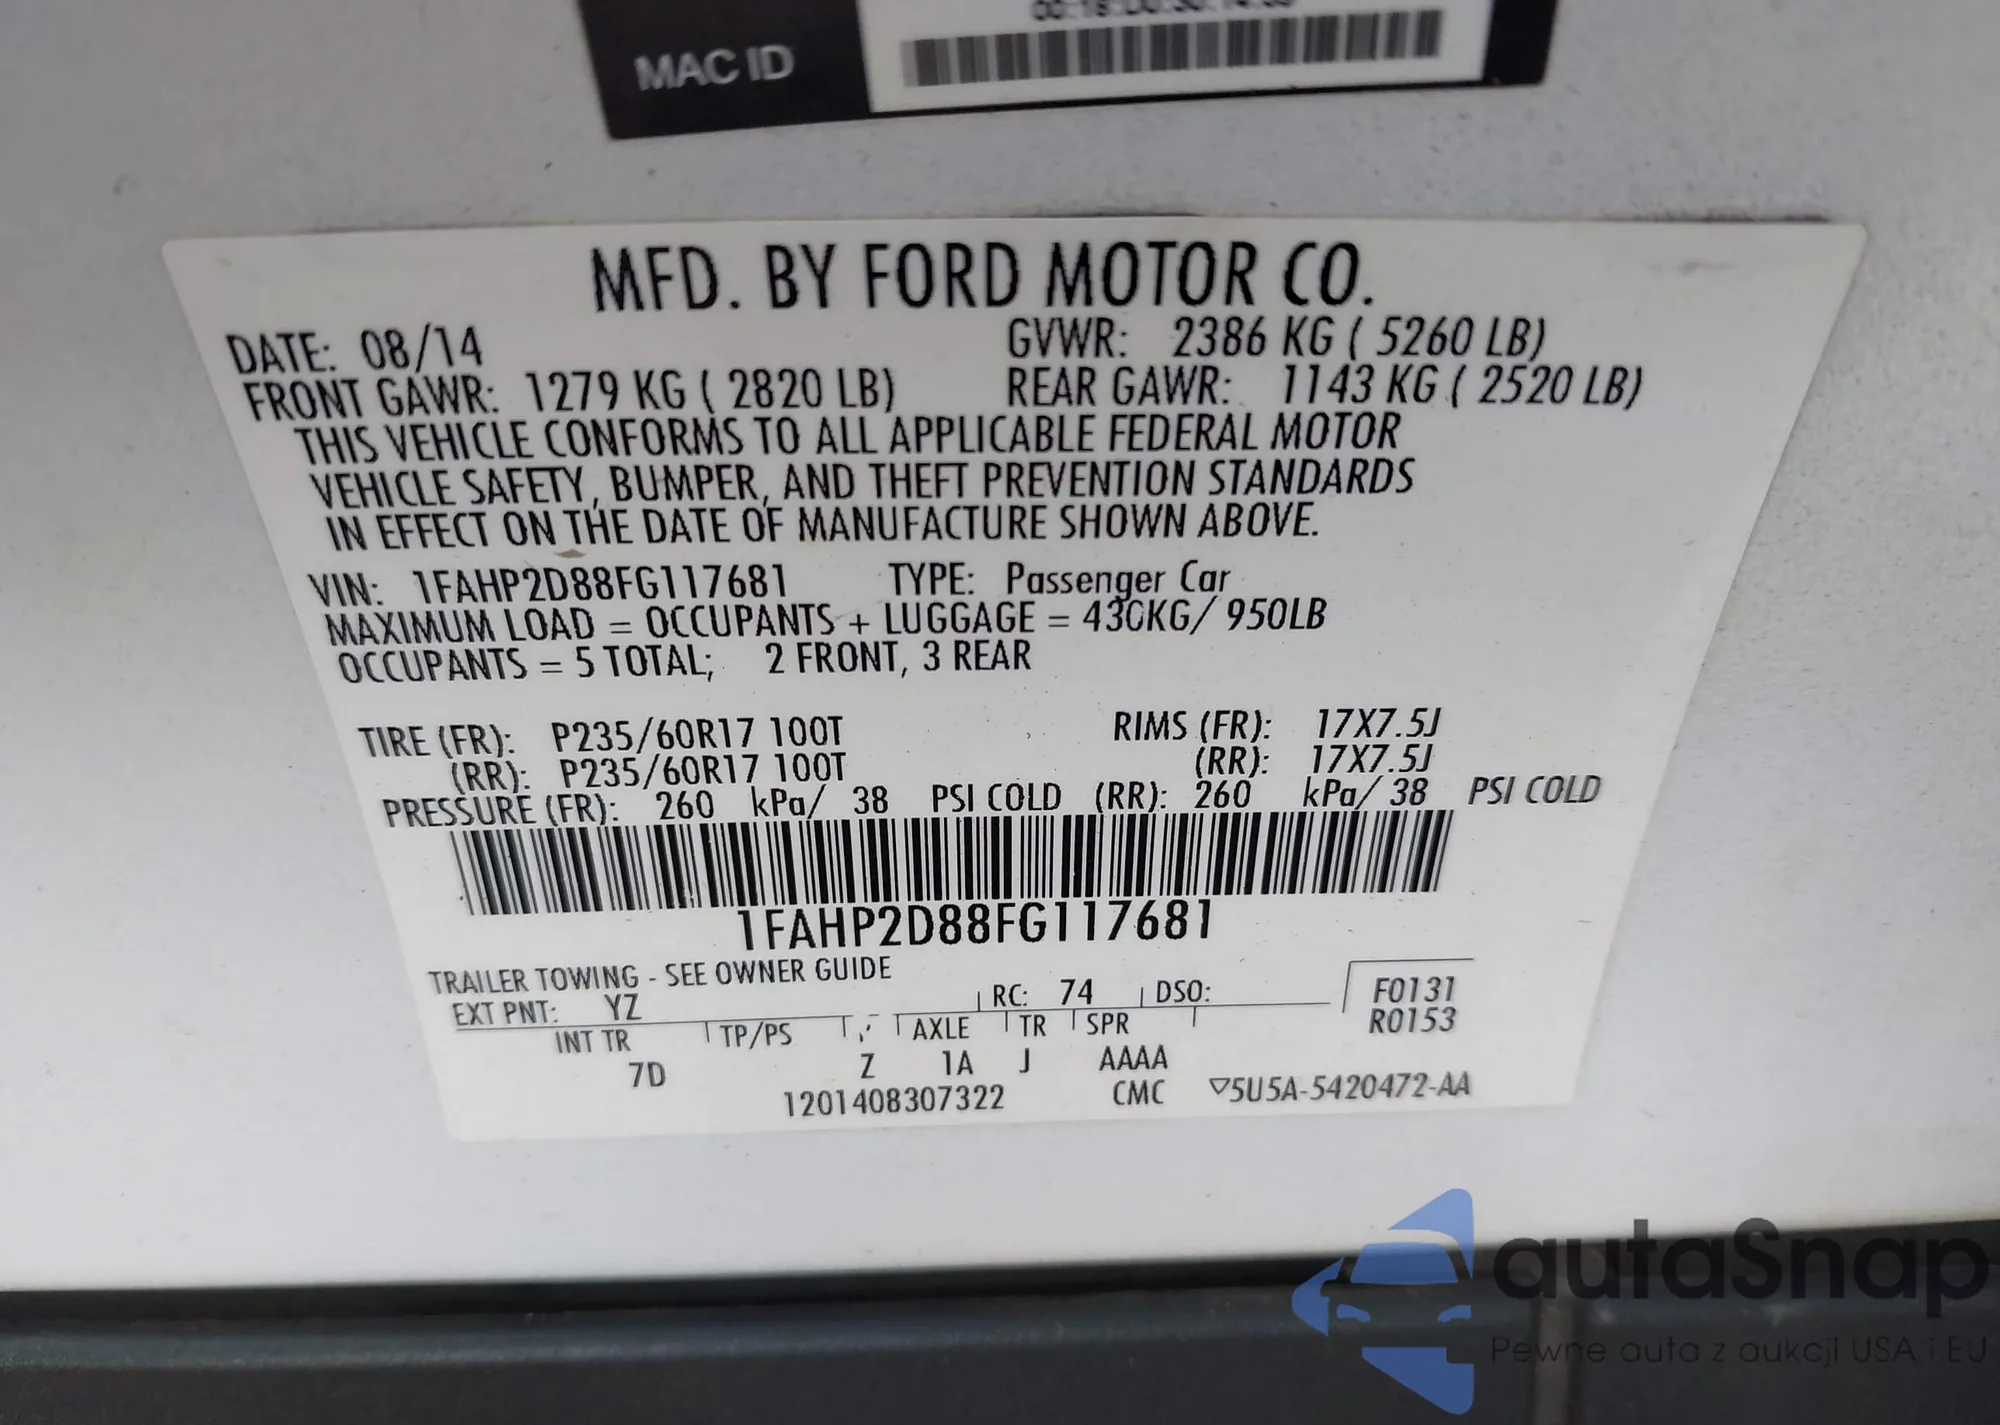 MAC ID
MFD. BY FORD MOTOR CO.
DATE: 08/14 GVWR: 2386 KG ( 5260 LB)
FRONT GAWR: 1279 KG ( 2820 LB) REAR GAWR: 1143 KG ( 2520 LB)
THIS VEHICLE CONFORMS TO ALL APPLICABLE FEDERAL MOTOR
VEHICLE SAFETY, BUMPER, AND THEFT PREVENTION STANDARDS
IN EFFECT ON THE DATE OF MANUFACTURE SHOWN ABOVE.
VIN: 1FAHP2D88FG117681 TYPE: Passenger Car
MAXIMUM LOAD = OCCUPANTS + LUGGAGE = 430KG/ 950LB
OCCUPANTS = 5 TOTAL; 2 FRONT, 3 REAR
TIRE (FR): P235/60R17 100T RIMS (FR): 17X7.5J
(RR): P235/60R17 100T (RR): 17X7.5J
PRESSURE (FR): 260 kPa/ 38 PSI COLD (RR): 260 kPa/ 38 PSI COLD
1FAHP2D88FG117681
TRAILER TOWING - SEE OWNER GUIDE
EXT PNT: YZ RC: 74 DSO: F0131
INT TR TP/PS AXLE TR SPR R0153
7D Z 1A J AAAA
1201408307322 CMC ▽5U5A-5420472-AA
autaSnap
Pewne auta z aukcji USA i EU